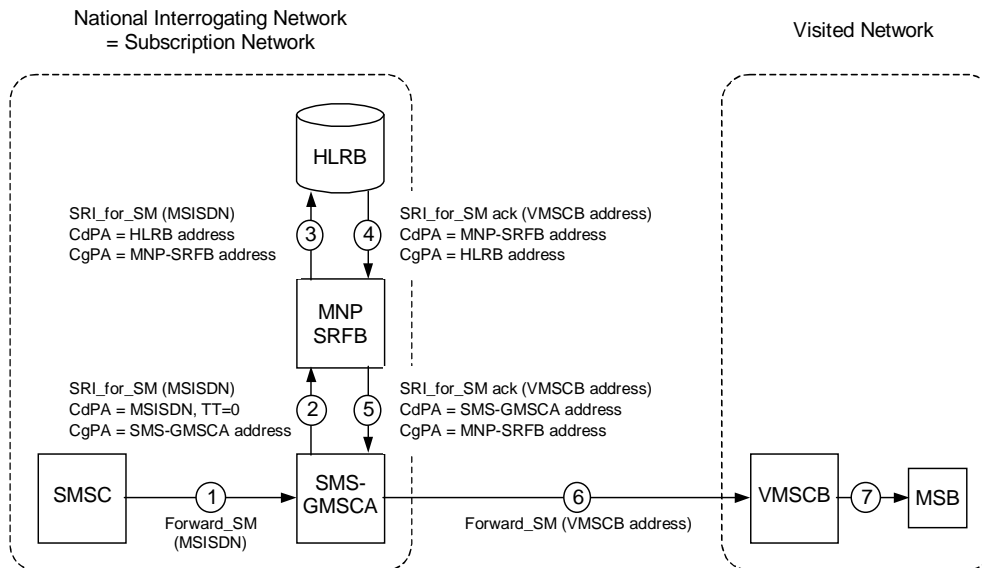 National Interrogating Network
= Subscription Network
Visited Network
HLRB
SRI_for_SM (MSISDN)
CdPA = HLRB address
CgPA = MNP-SRFB address
3
4
SRI_for_SM ack (VMSCB address)
CdPA = MNP-SRFB address
CgPA = HLRB address
MNP
SRFB
SRI_for_SM (MSISDN)
CdPA = MSISDN, TT=0
CgPA = SMS-GMSCA address
2
5
SRI_for_SM ack (VMSCB address)
CdPA = SMS-GMSCA address
CgPA = MNP-SRFB address
SMSC
1
Forward_SM
(MSISDN)
SMS-
GMSCA
6
Forward_SM (VMSCB address)
VMSCB
7
MSB